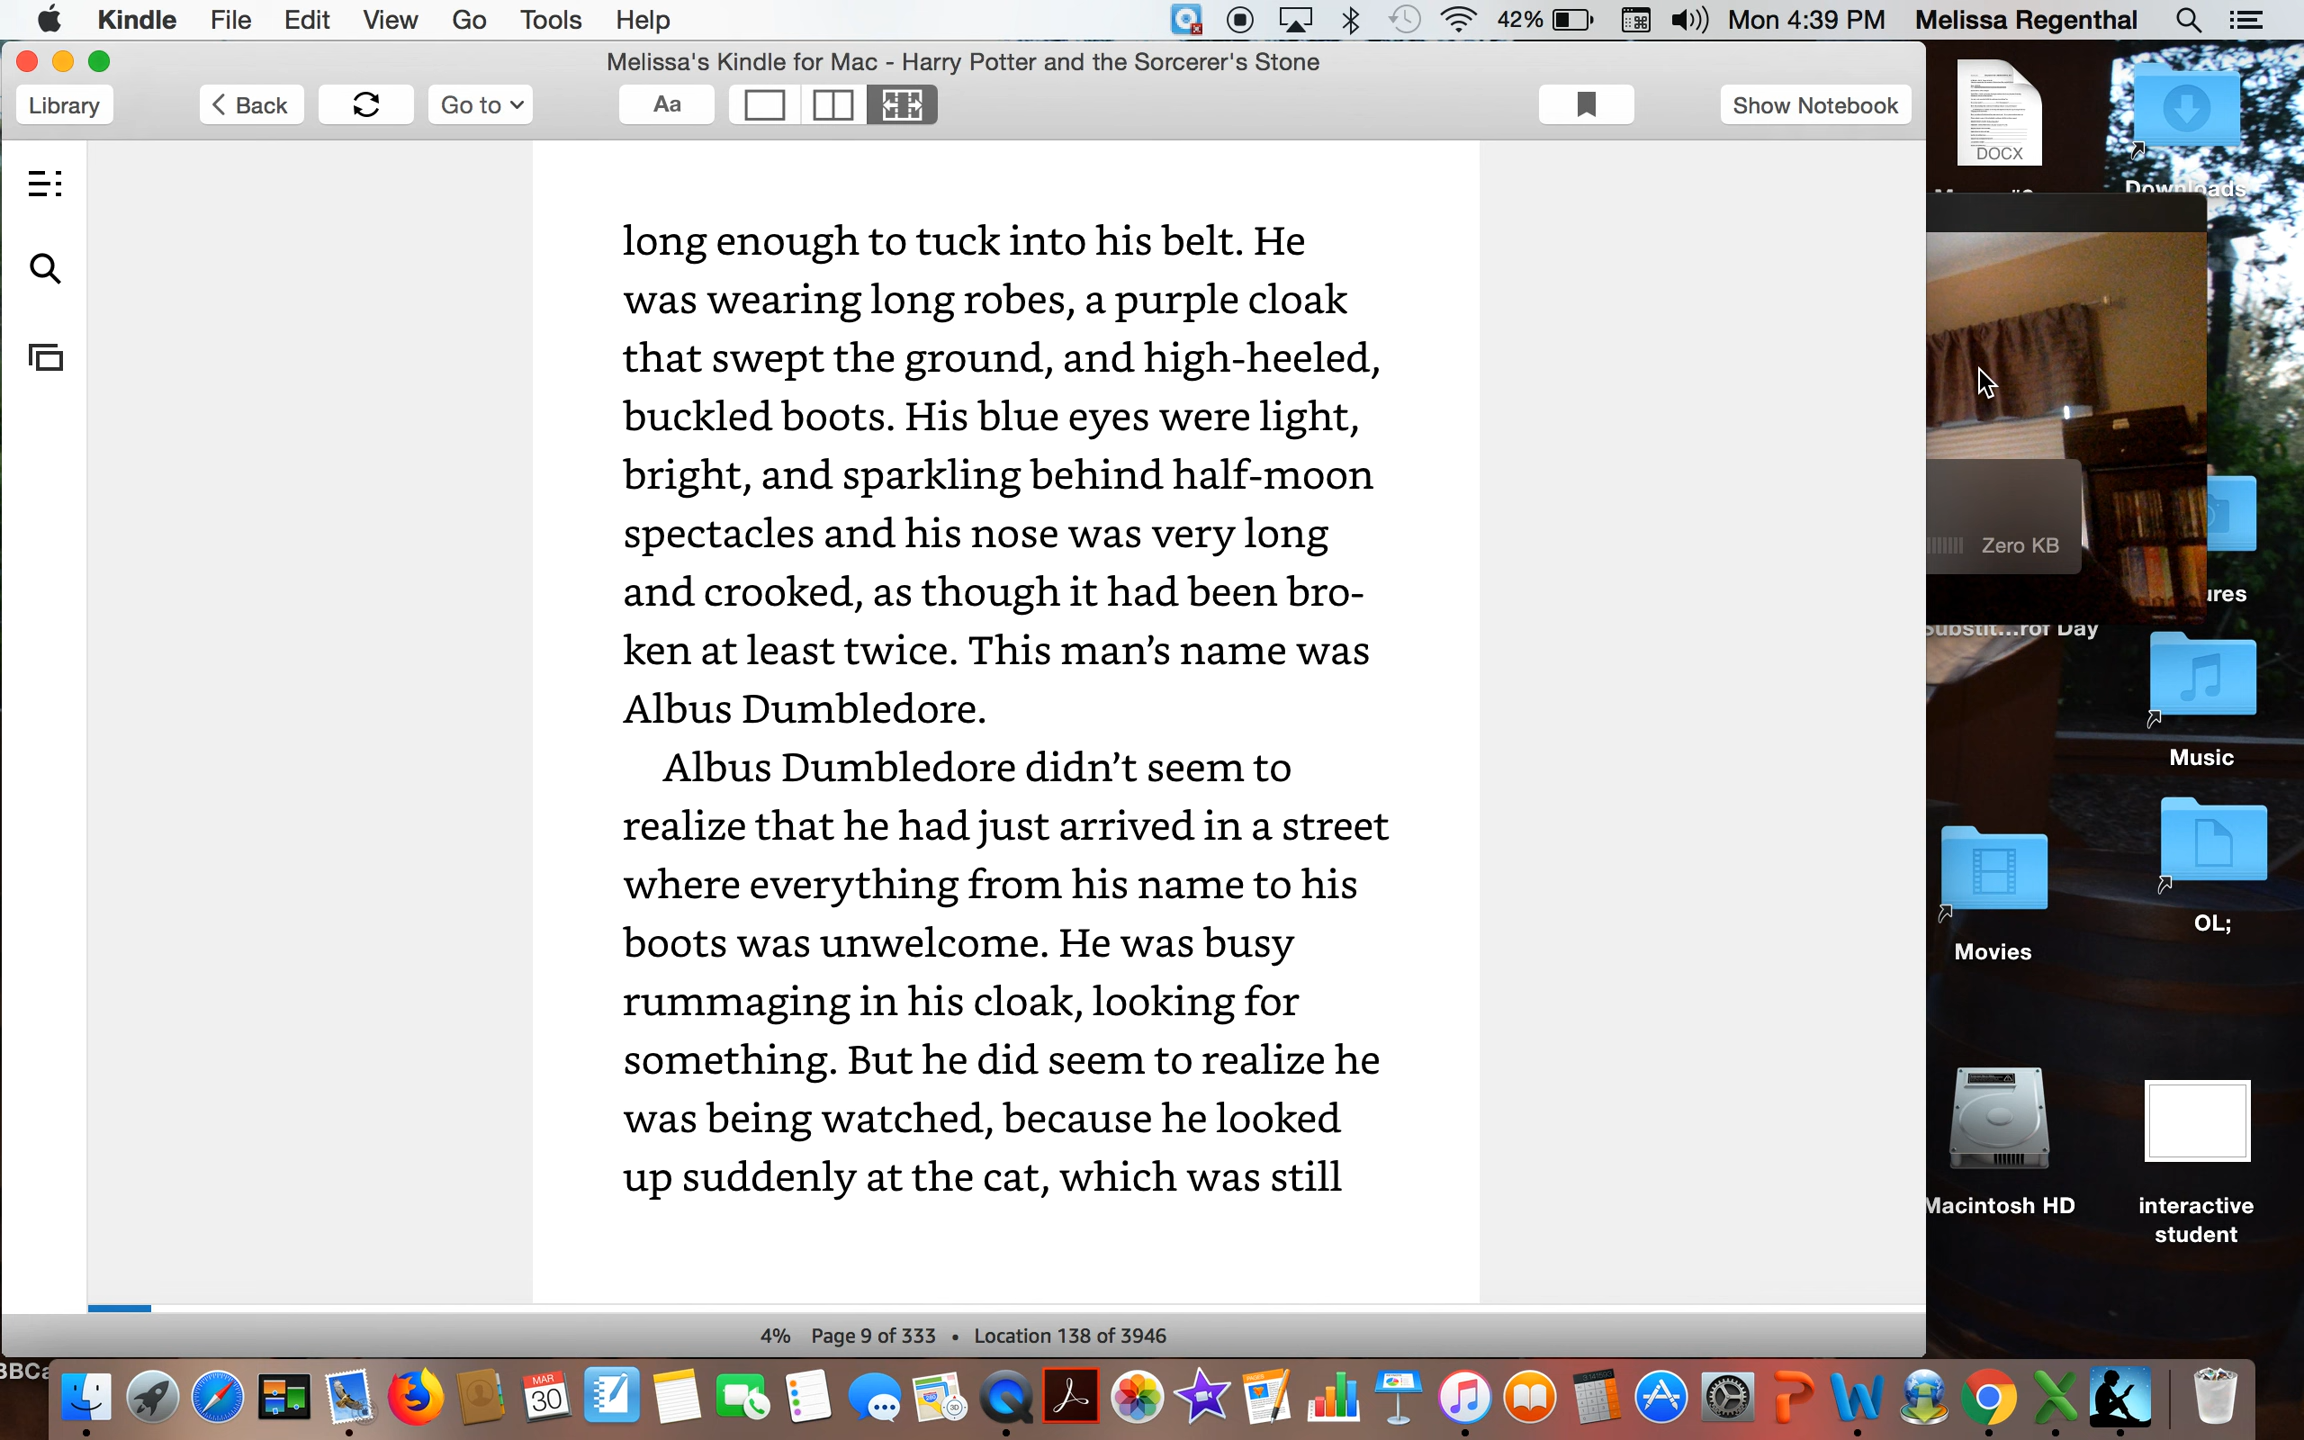 Kindle File Edit View Go Tools Help 42% Mon 4:39 PM Melissa Regenthal
Melissa's Kindle for Mac - Harry Potter and the Sorcerer's Stone
Library Back Go to Aa Show Notebook
long enough to tuck into his belt. He
was wearing long robes, a purple cloak
that swept the ground, and high-heeled,
buckled boots. His blue eyes were light,
bright, and sparkling behind half-moon
spectacles and his nose was very long
and crooked, as though it had been bro-
ken at least twice. This man's name was
Albus Dumbledore.
Albus Dumbledore didn't seem to
realize that he had just arrived in a street
where everything from his name to his
boots was unwelcome. He was busy
rummaging in his cloak, looking for
something. But he did seem to realize he
was being watched, because he looked
up suddenly at the cat, which was still
4% Page 9 of 333 • Location 138 of 3946
DOCX
Downloads
Zero KB
ures
Substit...rof Day
Music
OL;
Movies
Macintosh HD
interactive
student
MAR
30